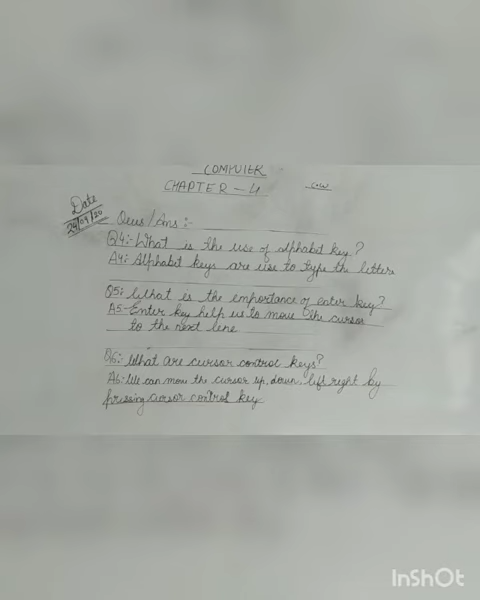 COMPUTER
CHAPTER - 4
C.W
Date
24/09/20
Qeus/Ans:-
Q4:- What is the use of alphabet key?
A4:- Alphabet keys are use to type the letters
Q5:- What is the importance of enter key?
A5- Enter key help us to move the cursor
to the next line
Q6:- What are cursor control keys?
A6:- We can move the cursor up, down, left right by
pressing cursor control key
InShOt